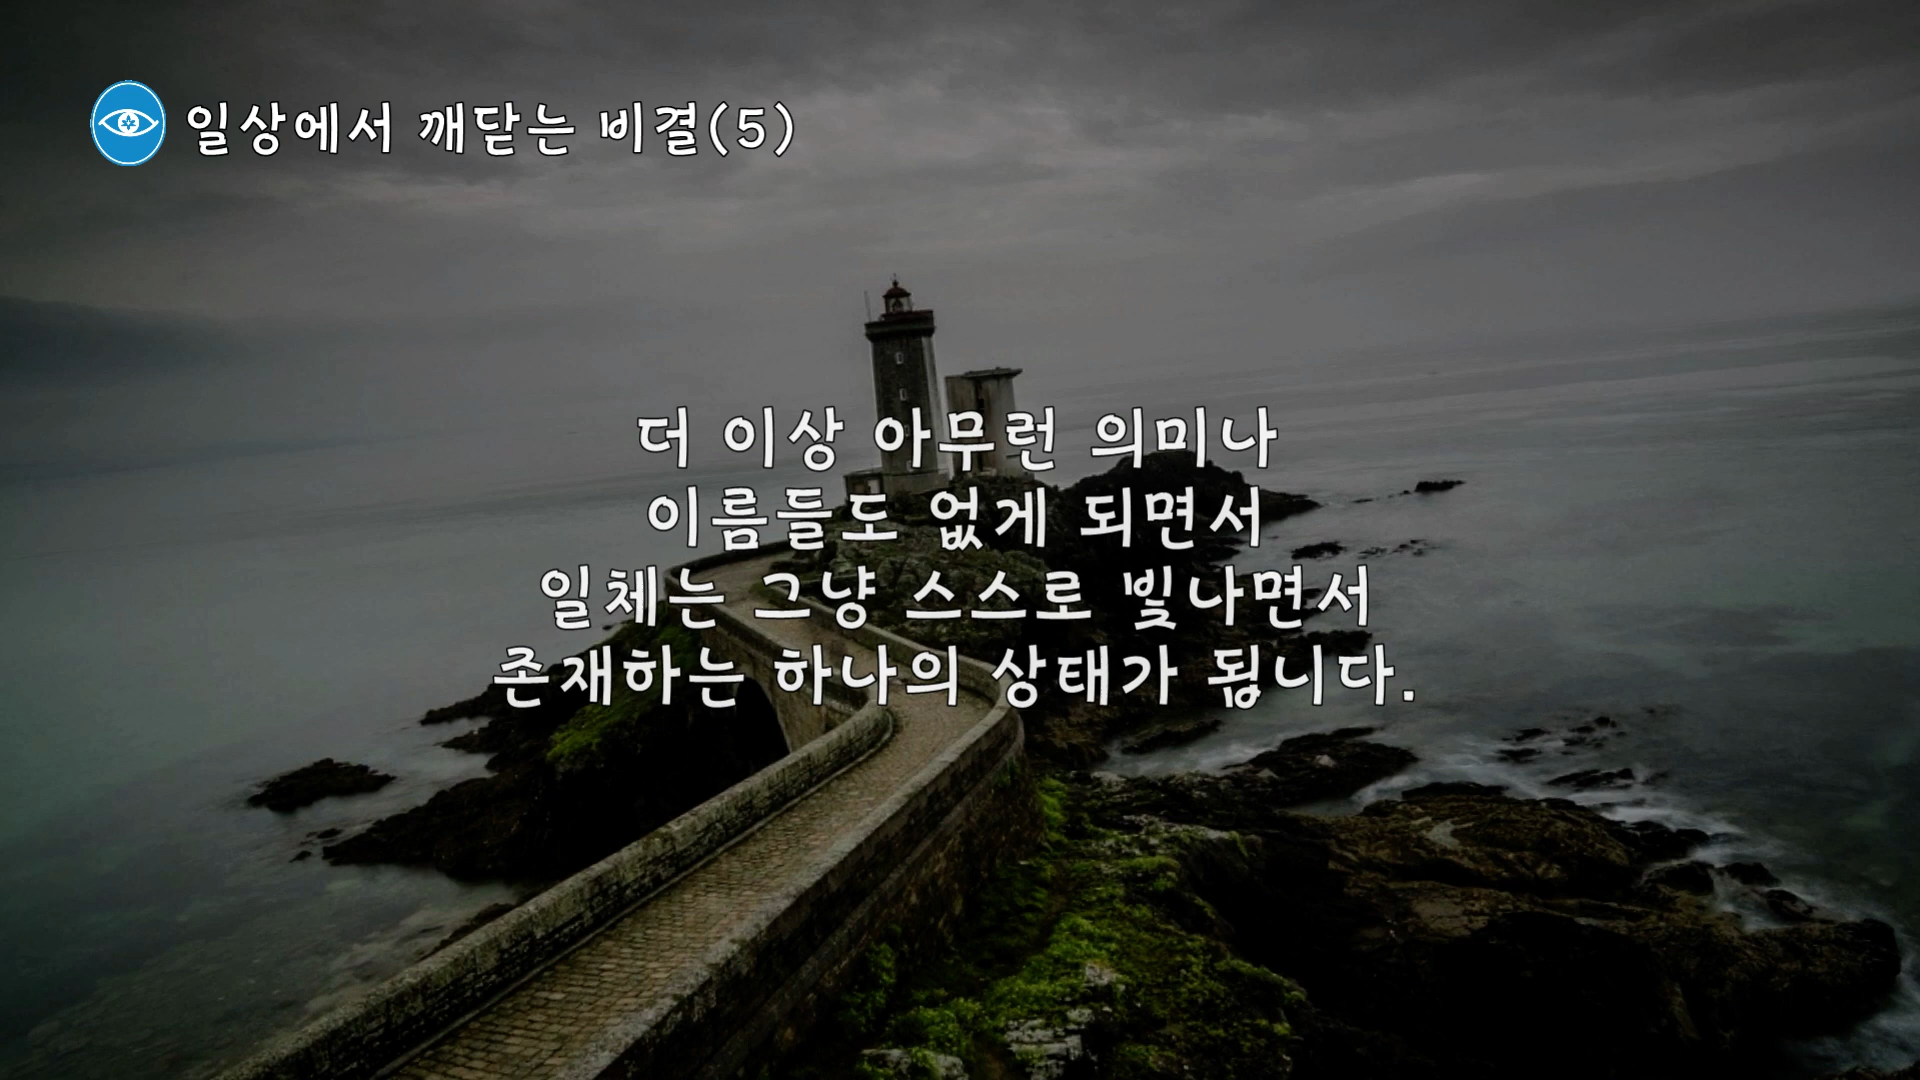 일상에서 깨닫는 비결(5)
더 이상 아무런 의미나
이름들도 없게 되면서
일체는 그냥 스스로 빛나면서
존재하는 하나의 상태가 됩니다.